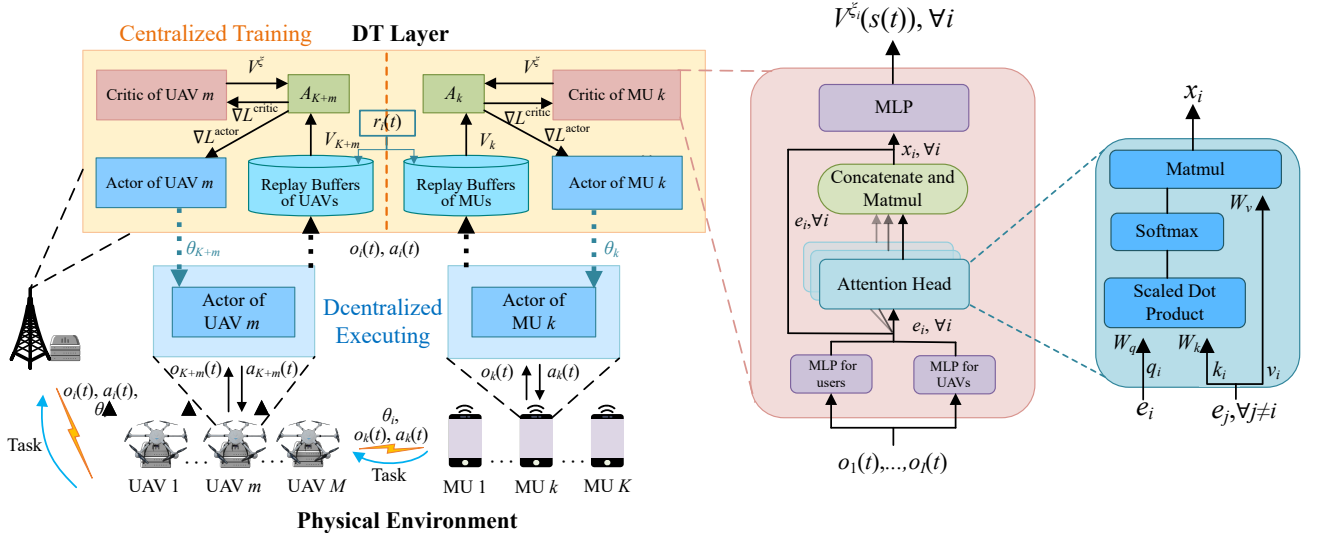 Centralized Training
DT Layer
Critic of UAV m
V^ξ
A_{K+m}
∇L^{critic}
∇L^{actor}
V_{K+m}
r_i(t)
A_k
V^ξ
Critic of MU k
∇L^{critic}
∇L^{actor}
V_k
Actor of UAV m
Replay Buffers
of UAVs
Replay Buffers
of MUs
Actor of MU k
θ_{K+m}
o_i(t), a_i(t)
θ_k
Actor of
UAV m
Dcentralized
Executing
Actor of
MU k
o_{K+m}(t)
a_{K+m}(t)
o_k(t)
a_k(t)
o_i(t), a_i(t),
θ
Task
θ_i,
o_k(t), a_k(t)
Task
UAV 1
UAV m
UAV M
MU 1
MU k
MU K
Physical Environment
V^{ξ_i}(s(t)), ∀i
MLP
x_i, ∀i
Concatenate and
Matmul
e_i,∀i
Attention Head
e_i, ∀i
MLP for
users
MLP for
UAVs
o_1(t),...,o_I(t)
x_i
Matmul
W_v
Softmax
Scaled Dot
Product
W_q
W_k
q_i
k_i
v_i
e_i
e_j,∀j≠i